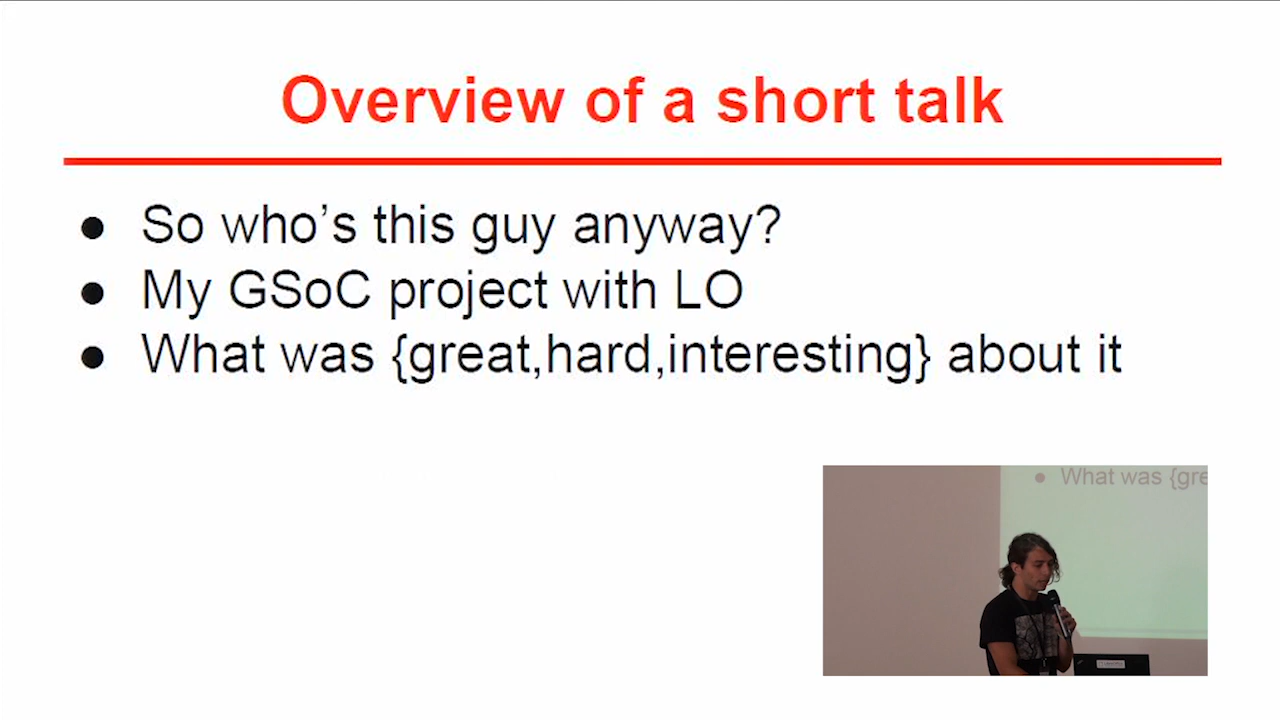 Overview of a short talk
● So who's this guy anyway?
● My GSoC project with LO
● What was {great,hard,interesting} about it
● What was {gre